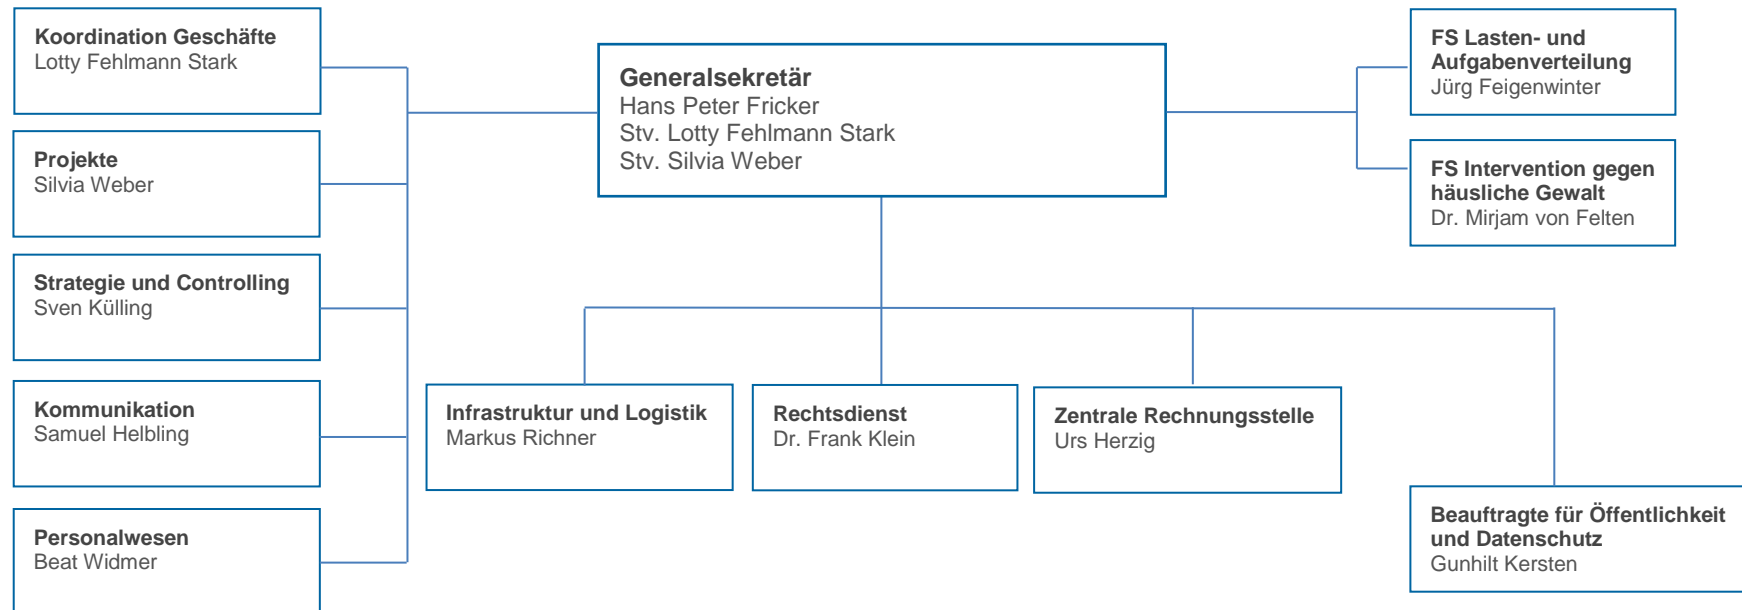 Koordination Geschäfte
Lotty Fehlmann Stark
Projekte
Silvia Weber
Strategie und Controlling
Sven Külling
Kommunikation
Samuel Helbling
Personalwesen
Beat Widmer
Generalsekretär
Hans Peter Fricker
Stv. Lotty Fehlmann Stark
Stv. Silvia Weber
FS Lasten- und
Aufgabenverteilung
Jürg Feigenwinter
FS Intervention gegen
häusliche Gewalt
Dr. Mirjam von Felten
Infrastruktur und Logistik
Markus Richner
Rechtsdienst
Dr. Frank Klein
Zentrale Rechnungsstelle
Urs Herzig
Beauftragte für Öffentlichkeit
und Datenschutz
Gunhilt Kersten